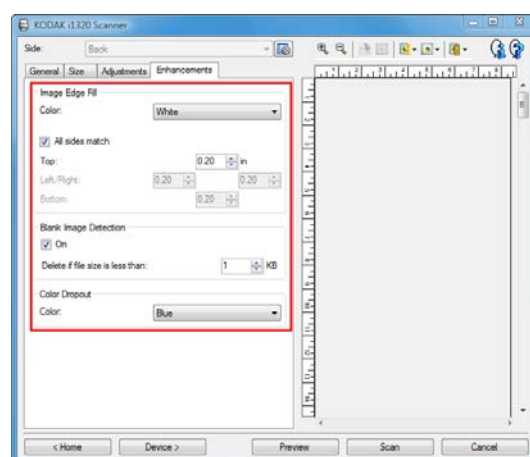 KODAK i1320 Scanner
Side: Back
General Size Adjustments Enhancements
Image Edge Fill
Color: White
All sides match
Top: 0.20 in
Left/Right: 0.20 0.20
Bottom: 0.20
Blank Image Detection
On
Delete if file size is less than: 1 KB
Color Dropout
Color: Blue
< Home Device > Preview Scan Cancel